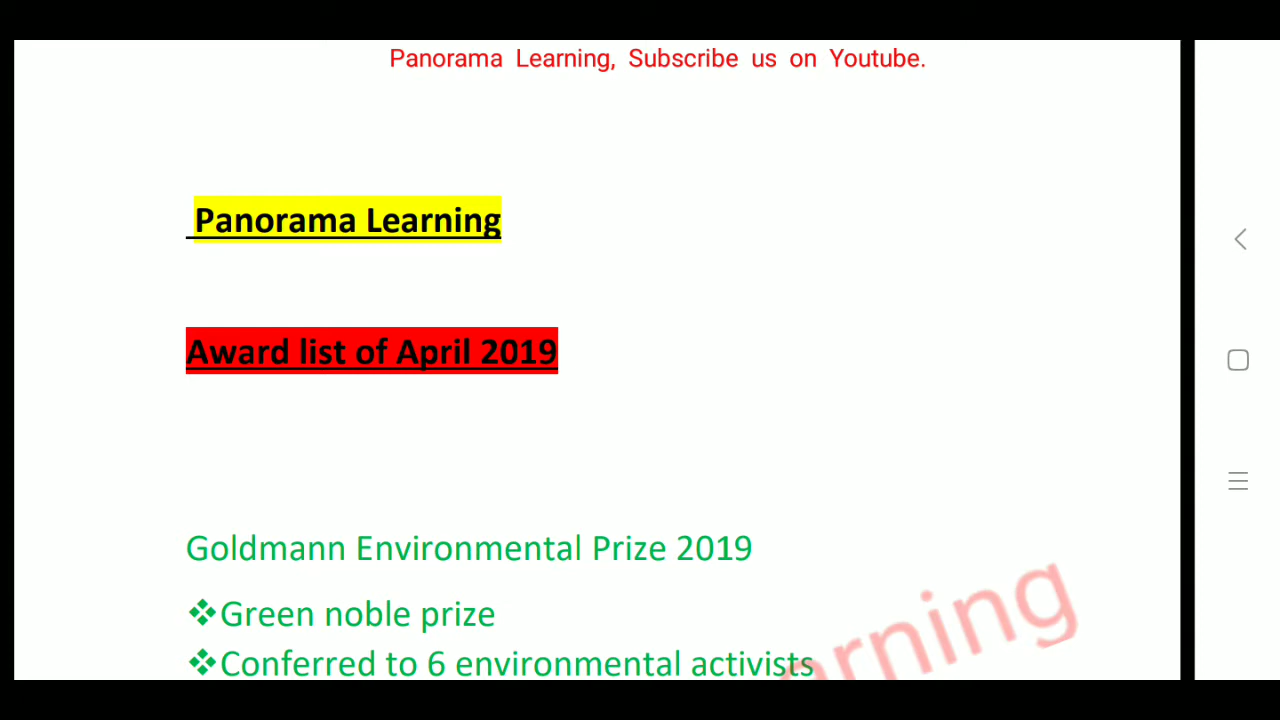 Panorama Learning, Subscribe us on Youtube.
Panorama Learning
Award list of April 2019
Goldmann Environmental Prize 2019
❖Green noble prize
❖Conferred to 6 environmental activists